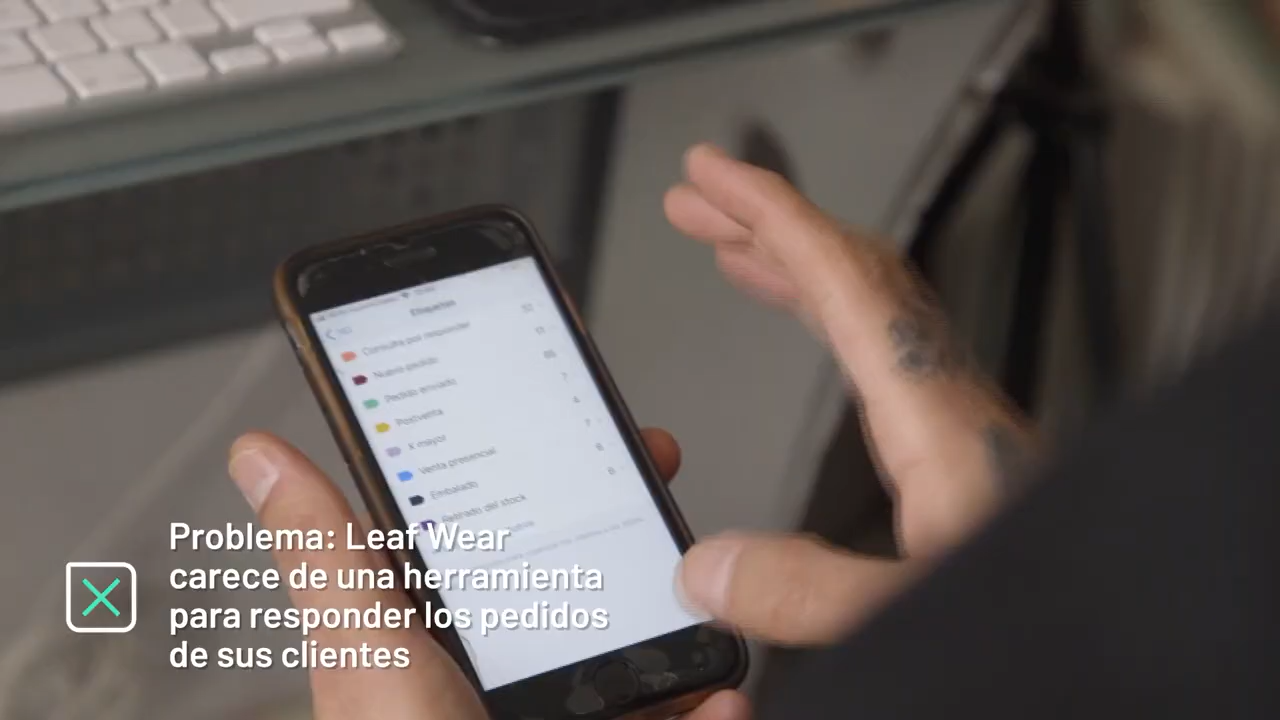 Etiquetas
Consulta por responder
Nuevo pedido
Pedido enviado
Postventa
X mayor
Venta presencial
Embalado
del stock
Problema: Leaf Wear
carece de una herramienta
para responder los pedidos
de sus clientes